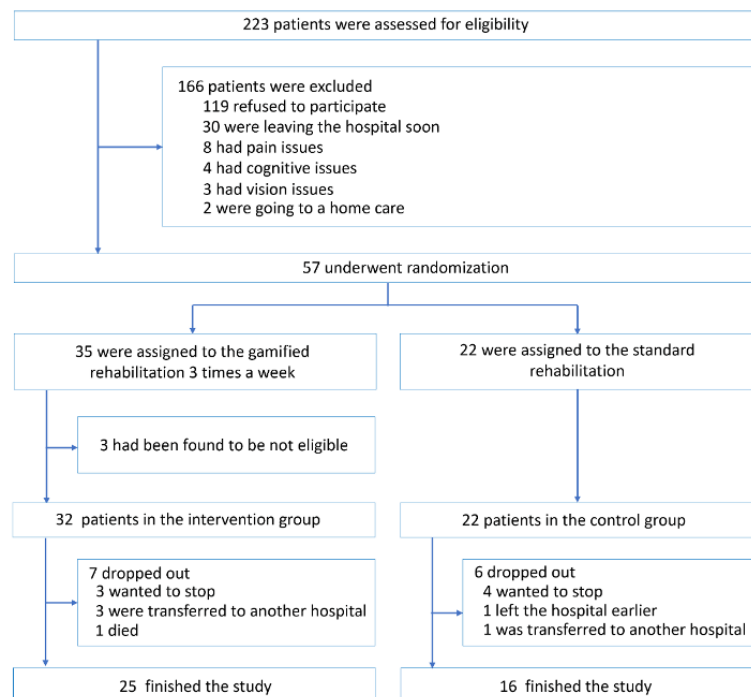 223 patients were assessed for eligibility
166 patients were excluded
119 refused to participate
30 were leaving the hospital soon
8 had pain issues
4 had cognitive issues
3 had vision issues
2 were going to a home care
57 underwent randomization
35 were assigned to the gamified
rehabilitation 3 times a week
22 were assigned to the standard
rehabilitation
3 had been found to be not eligible
32 patients in the intervention group
22 patients in the control group
7 dropped out
3 wanted to stop
3 were transferred to another hospital
1 died
6 dropped out
4 wanted to stop
1 left the hospital earlier
1 was transferred to another hospital
25 finished the study
16 finished the study